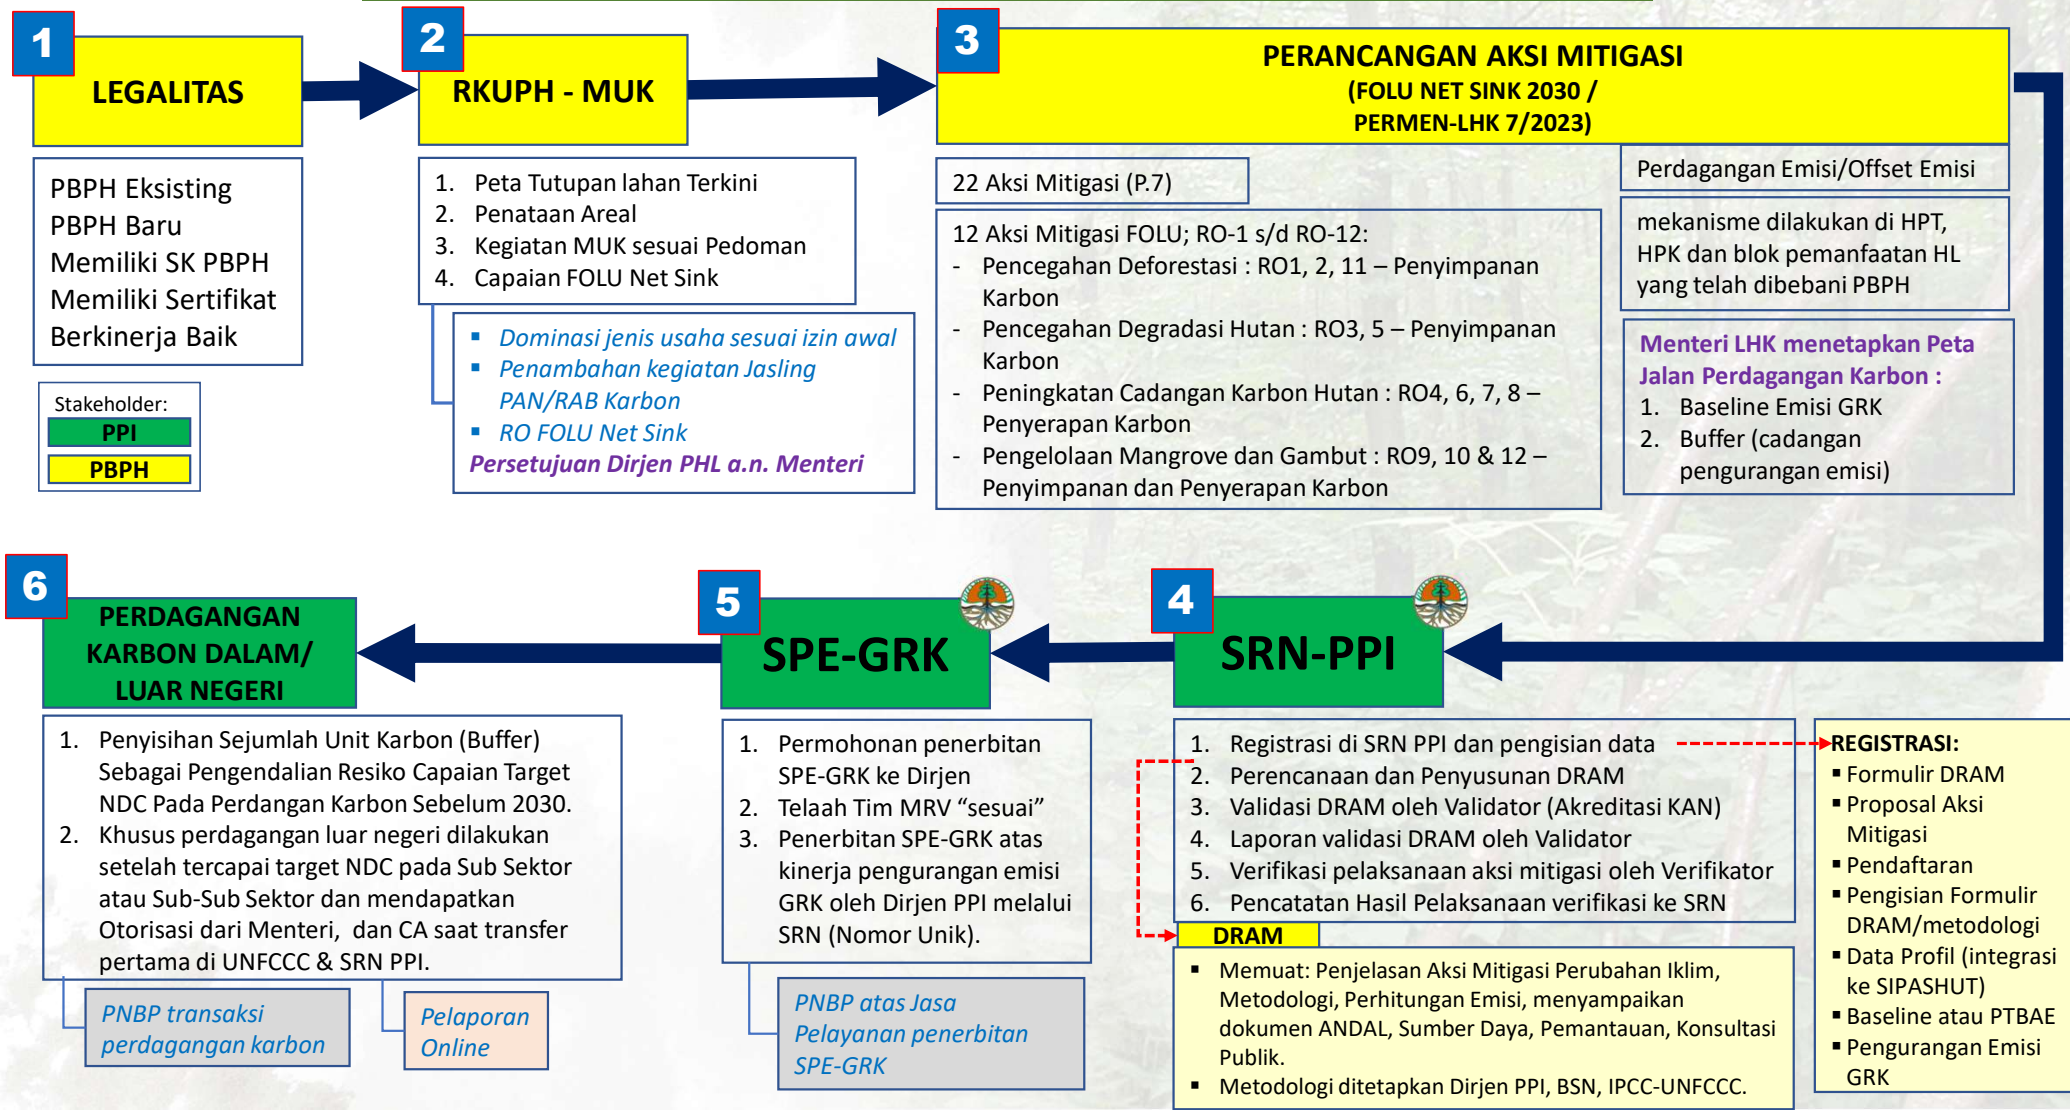 1
LEGALITAS
PBPH Eksisting
PBPH Baru
Memiliki SK PBPH
Memiliki Sertifikat
Berkinerja Baik
Stakeholder:
PPI
PBPH
2
RKUPH - MUK
1. Peta Tutupan lahan Terkini
2. Penataan Areal
3. Kegiatan MUK sesuai Pedoman
4. Capaian FOLU Net Sink
▪ Dominasi jenis usaha sesuai izin awal
▪ Penambahan kegiatan Jasling
PAN/RAB Karbon
▪ RO FOLU Net Sink
Persetujuan Dirjen PHL a.n. Menteri
3
PERANCANGAN AKSI MITIGASI
(FOLU NET SINK 2030 /
PERMEN-LHK 7/2023)
22 Aksi Mitigasi (P.7)
12 Aksi Mitigasi FOLU; RO-1 s/d RO-12:
- Pencegahan Deforestasi : RO1, 2, 11 – Penyimpanan
Karbon
- Pencegahan Degradasi Hutan : RO3, 5 – Penyimpanan
Karbon
- Peningkatan Cadangan Karbon Hutan : RO4, 6, 7, 8 –
Penyerapan Karbon
- Pengelolaan Mangrove dan Gambut : RO9, 10 & 12 –
Penyimpanan dan Penyerapan Karbon
Perdagangan Emisi/Offset Emisi
mekanisme dilakukan di HPT,
HPK dan blok pemanfaatan HL
yang telah dibebani PBPH
Menteri LHK menetapkan Peta
Jalan Perdagangan Karbon :
1. Baseline Emisi GRK
2. Buffer (cadangan
pengurangan emisi)
4
SRN-PPI
1. Registrasi di SRN PPI dan pengisian data
2. Perencanaan dan Penyusunan DRAM
3. Validasi DRAM oleh Validator (Akreditasi KAN)
4. Laporan validasi DRAM oleh Validator
5. Verifikasi pelaksanaan aksi mitigasi oleh Verifikator
6. Pencatatan Hasil Pelaksanaan verifikasi ke SRN
DRAM
▪ Memuat: Penjelasan Aksi Mitigasi Perubahan Iklim,
Metodologi, Perhitungan Emisi, menyampaikan
dokumen ANDAL, Sumber Daya, Pemantauan, Konsultasi
Publik.
▪ Metodologi ditetapkan Dirjen PPI, BSN, IPCC-UNFCCC.
REGISTRASI:
▪ Formulir DRAM
▪ Proposal Aksi
Mitigasi
▪ Pendaftaran
▪ Pengisian Formulir
DRAM/metodologi
▪ Data Profil (integrasi
ke SIPASHUT)
▪ Baseline atau PTBAE
▪ Pengurangan Emisi
GRK
5
SPE-GRK
1. Permohonan penerbitan
SPE-GRK ke Dirjen
2. Telaah Tim MRV “sesuai”
3. Penerbitan SPE-GRK atas
kinerja pengurangan emisi
GRK oleh Dirjen PPI melalui
SRN (Nomor Unik).
PNBP atas Jasa
Pelayanan penerbitan
SPE-GRK
6
PERDAGANGAN
KARBON DALAM/
LUAR NEGERI
1. Penyisihan Sejumlah Unit Karbon (Buffer)
Sebagai Pengendalian Resiko Capaian Target
NDC Pada Perdangan Karbon Sebelum 2030.
2. Khusus perdagangan luar negeri dilakukan
setelah tercapai target NDC pada Sub Sektor
atau Sub-Sub Sektor dan mendapatkan
Otorisasi dari Menteri, dan CA saat transfer
pertama di UNFCCC & SRN PPI.
PNBP transaksi
perdagangan karbon
Pelaporan
Online